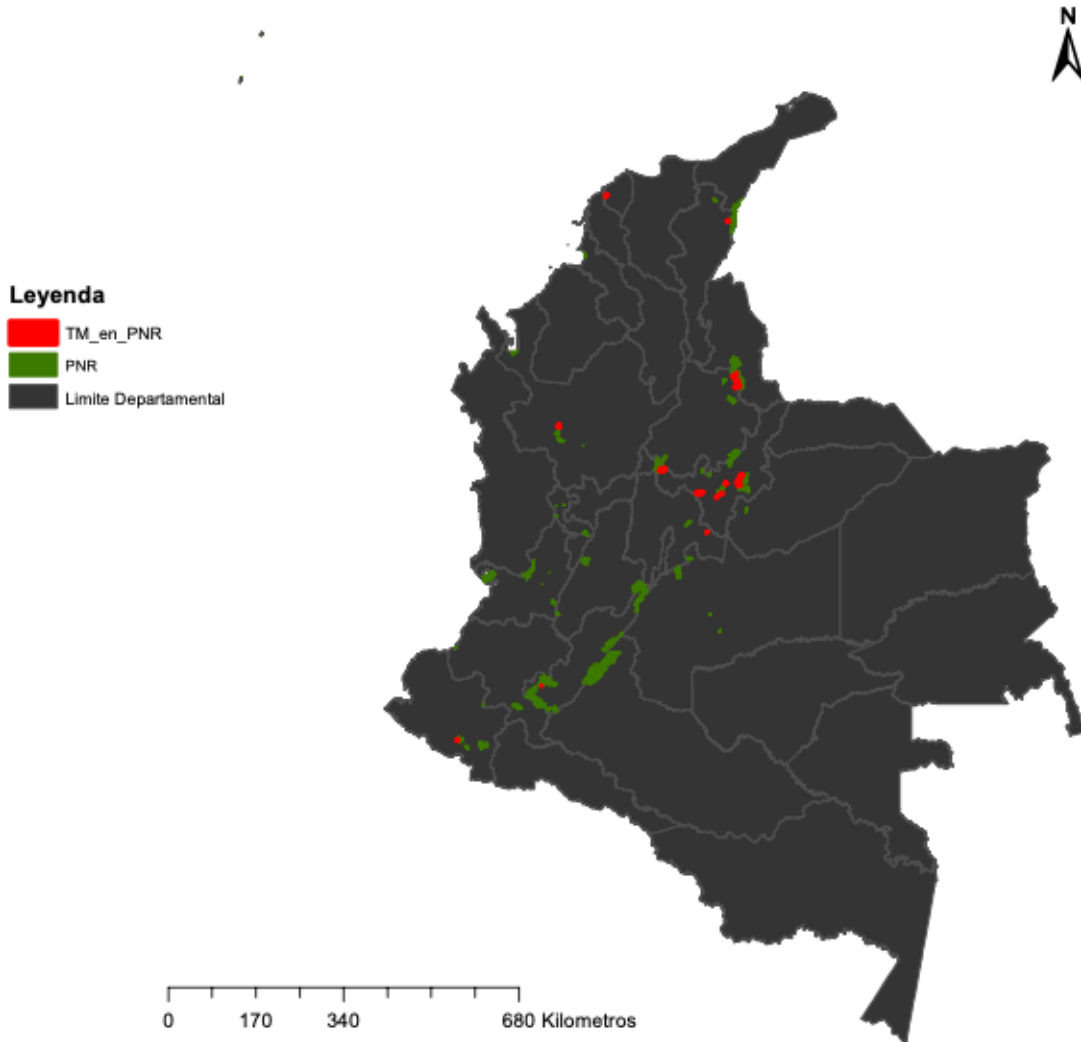 N
Leyenda
TM_en_PNR
PNR
Limite Departamental
0 170 340 680 Kilometros